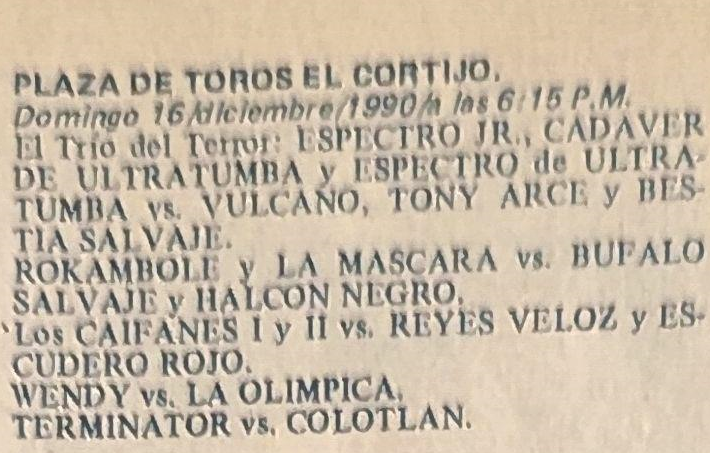 PLAZA DE TOROS EL CORTIJO.
Domingo 16/diciembre/1990/a las 6:15 P.M.
El Trío del Terror: ESPECTRO JR., CADAVER
DE ULTRATUMBA y ESPECTRO de ULTRA-
TUMBA vs. VULCANO, TONY ARCE y BES-
TIA SALVAJE.
ROKAMBOLE y LA MASCARA vs. BUFALO
SALVAJE y HALCON NEGRO.
Los CAIFANES I y II vs. REYES VELOZ y ES-
CUDERO ROJO.
WENDY vs. LA OLIMPICA.
TERMINATOR vs. COLOTLAN.